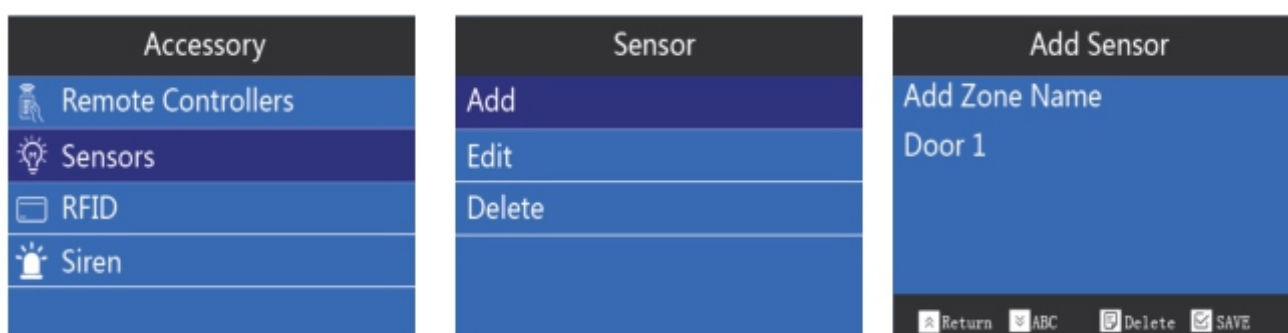 Accessory
Remote Controllers
Sensors
RFID
Siren
Sensor
Add
Edit
Delete
Add Sensor
Add Zone Name
Door 1
Return ABC Delete SAVE